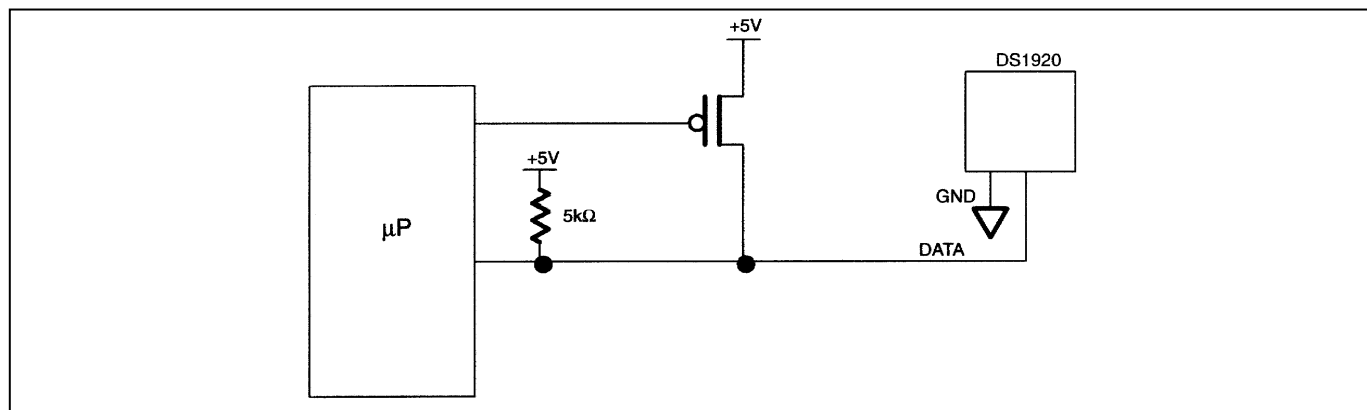 +5V
DS1920
+5V
5kΩ
μP
GND
DATA